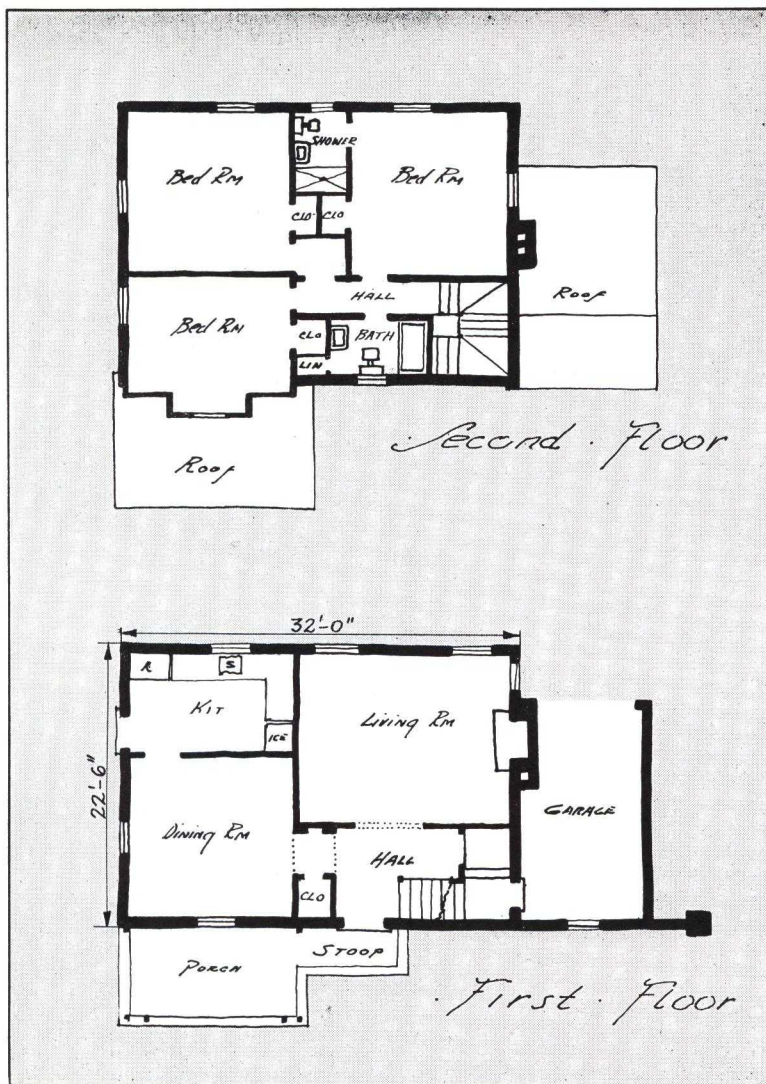 SHOWER
Bed RM
Bed RM
CLO
CLO
HALL
Roof
Bed RM
CLO
BATH
LIN
Second. Floor
Roof
32'-0"
R
S
KIT
Living RM
ICE
22'-6"
GARAGE
Dining RM
HALL
CLO
STOOP
PORCH
First. Floor